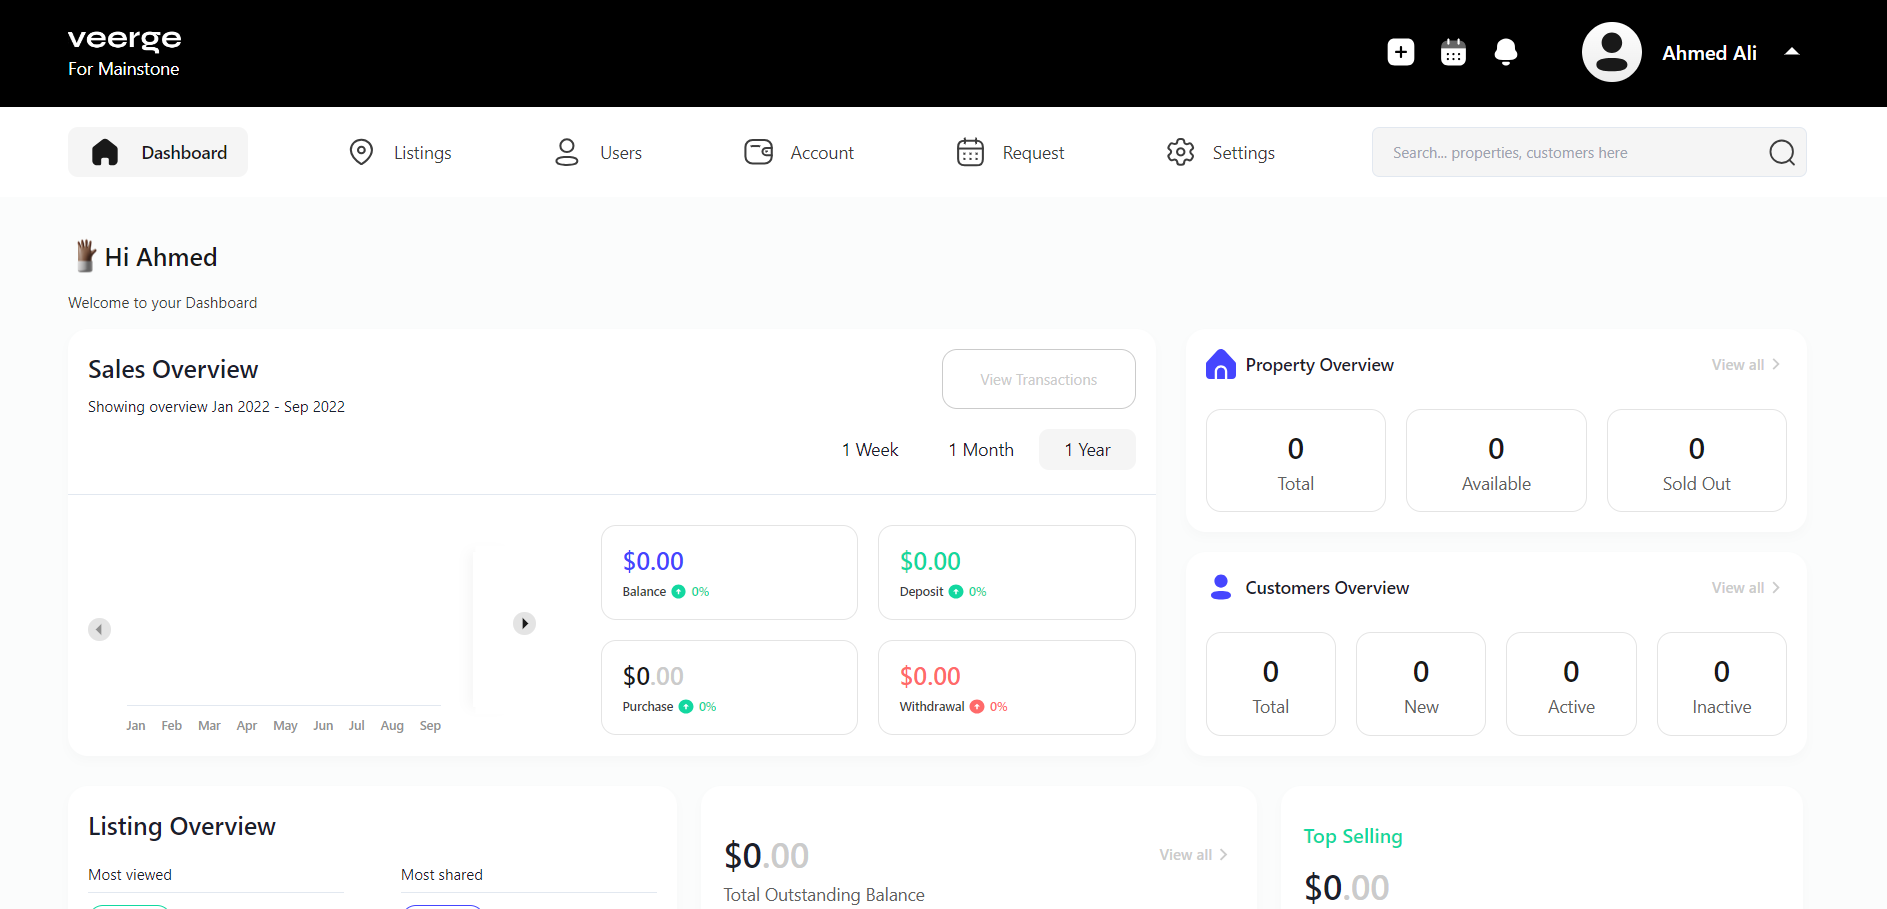 veerge
For Mainstone
Ahmed Ali
Dashboard
Listings
Users
Account
Request
Settings
Search... properties, customers here
Hi Ahmed
Welcome to your Dashboard
Sales Overview
View Transactions
Showing overview Jan 2022 - Sep 2022
1 Week
1 Month
1 Year
$0.00
Balance 0%
$0.00
Deposit 0%
$0.00
Purchase 0%
$0.00
Withdrawal 0%
Jan Feb Mar Apr May Jun Jul Aug Sep
Property Overview
View all
0
Total
0
Available
0
Sold Out
Customers Overview
View all
0
Total
0
New
0
Active
0
Inactive
Listing Overview
Most viewed
Most shared
$0.00
View all
Total Outstanding Balance
Top Selling
$0.00